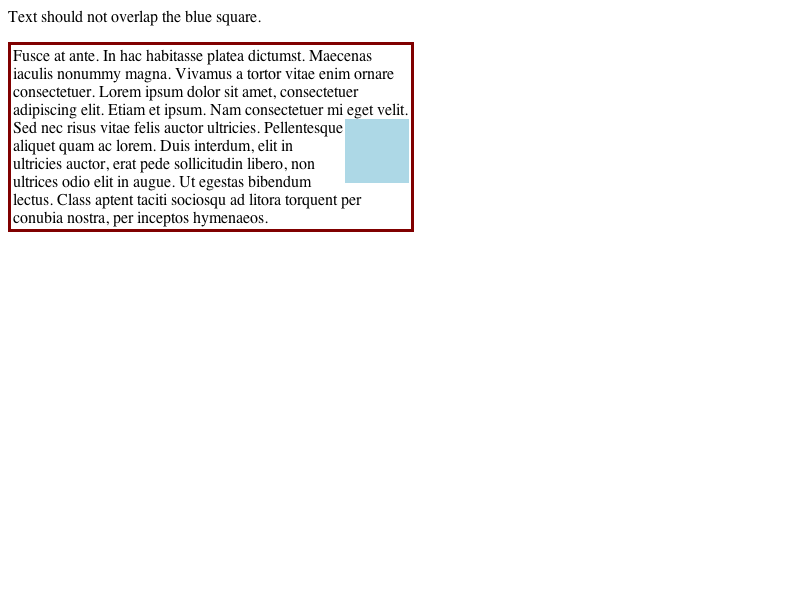 Text should not overlap the blue square.
Fusce at ante. In hac habitasse platea dictumst. Maecenas
iaculis nonummy magna. Vivamus a tortor vitae enim ornare
consectetuer. Lorem ipsum dolor sit amet, consectetuer
adipiscing elit. Etiam et ipsum. Nam consectetuer mi eget velit.
Sed nec risus vitae felis auctor ultricies. Pellentesque
aliquet quam ac lorem. Duis interdum, elit in
ultricies auctor, erat pede sollicitudin libero, non
ultrices odio elit in augue. Ut egestas bibendum
lectus. Class aptent taciti sociosqu ad litora torquent per
conubia nostra, per inceptos hymenaeos.